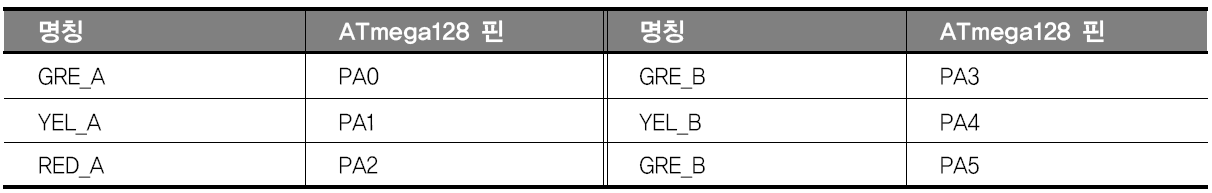 명칭 ATmega128 핀 명칭 ATmega128 핀
GRE_A PA0 GRE_B PA3
YEL_A PA1 YEL_B PA4
RED_A PA2 GRE_B PA5